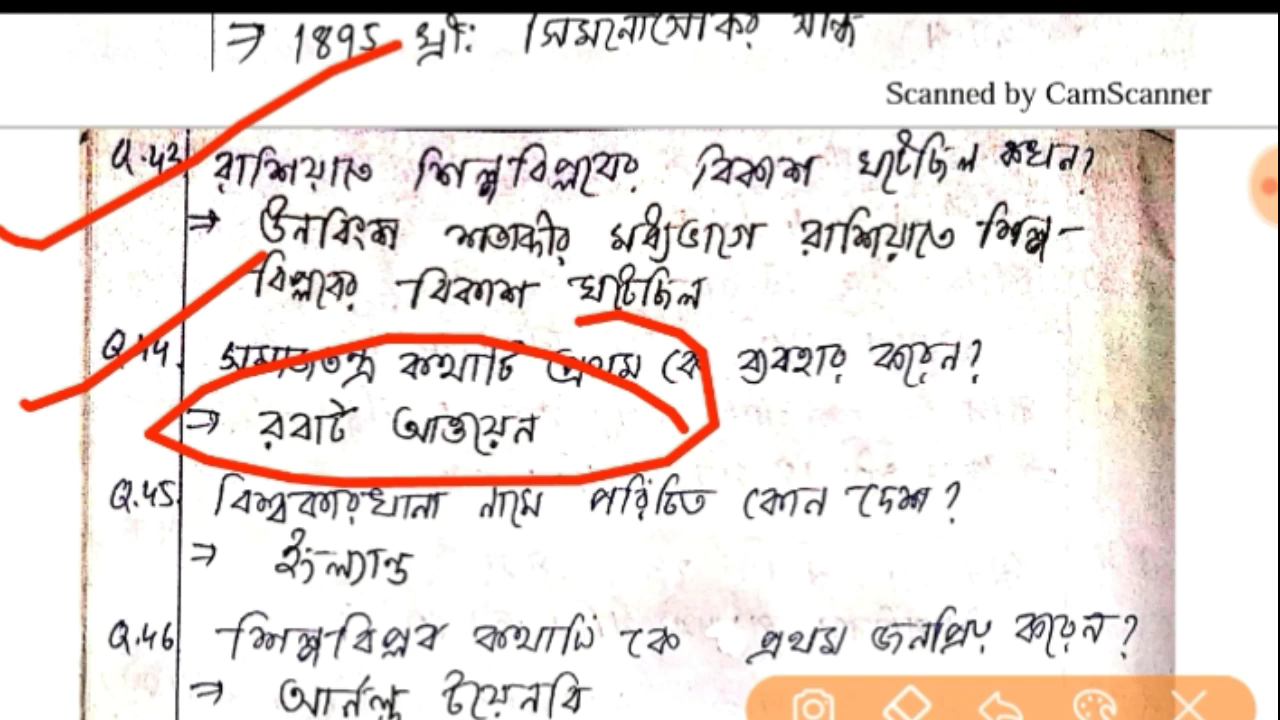 ⇒ 1895 খ্রী: সিমনোসেকির সন্ধি
Scanned by CamScanner
Q.43 রাশিয়াতে শিল্পবিপ্লবের বিকাশ ঘটেছিল কখন?
⇒ ঊনবিংশ শতাব্দীর মধ্যভাগে রাশিয়াতে শিল্প-
বিপ্লবের বিকাশ ঘটেছিল
Q.44. সমাজতন্ত্র কথাটি প্রথম কে ব্যবহার করেন?
⇒ রবার্ট আওয়েন
Q.45. বিশ্বকারখানা নামে পরিচিত কোন দেশ?
⇒ ইংল্যান্ড
Q.46 শিল্পবিপ্লব কথাটি কে প্রথম জনপ্রিয় করেন?
⇒ আর্নল্ড টয়েনবি